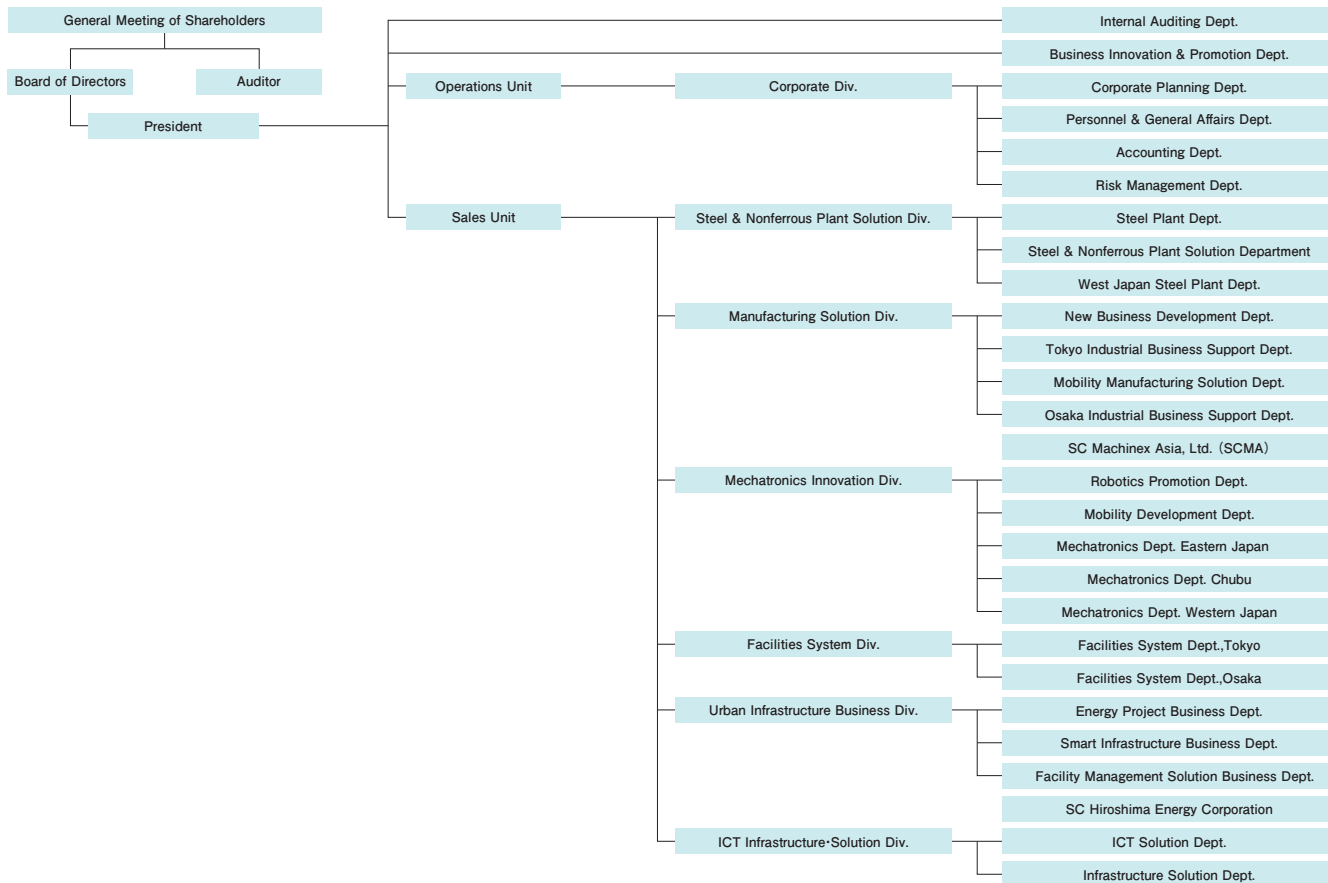 General Meeting of Shareholders
Board of Directors
Auditor
President
Internal Auditing Dept.
Business Innovation & Promotion Dept.
Operations Unit
Corporate Div.
Corporate Planning Dept.
Personnel & General Affairs Dept.
Accounting Dept.
Risk Management Dept.
Sales Unit
Steel & Nonferrous Plant Solution Div.
Steel Plant Dept.
Steel & Nonferrous Plant Solution Department
West Japan Steel Plant Dept.
Manufacturing Solution Div.
New Business Development Dept.
Tokyo Industrial Business Support Dept.
Mobility Manufacturing Solution Dept.
Osaka Industrial Business Support Dept.
SC Machinex Asia, Ltd.（SCMA）
Mechatronics Innovation Div.
Robotics Promotion Dept.
Mobility Development Dept.
Mechatronics Dept. Eastern Japan
Mechatronics Dept. Chubu
Mechatronics Dept. Western Japan
Facilities System Div.
Facilities System Dept.,Tokyo
Facilities System Dept.,Osaka
Urban Infrastructure Business Div.
Energy Project Business Dept.
Smart Infrastructure Business Dept.
Facility Management Solution Business Dept.
SC Hiroshima Energy Corporation
ICT Infrastructure･Solution Div.
ICT Solution Dept.
Infrastructure Solution Dept.